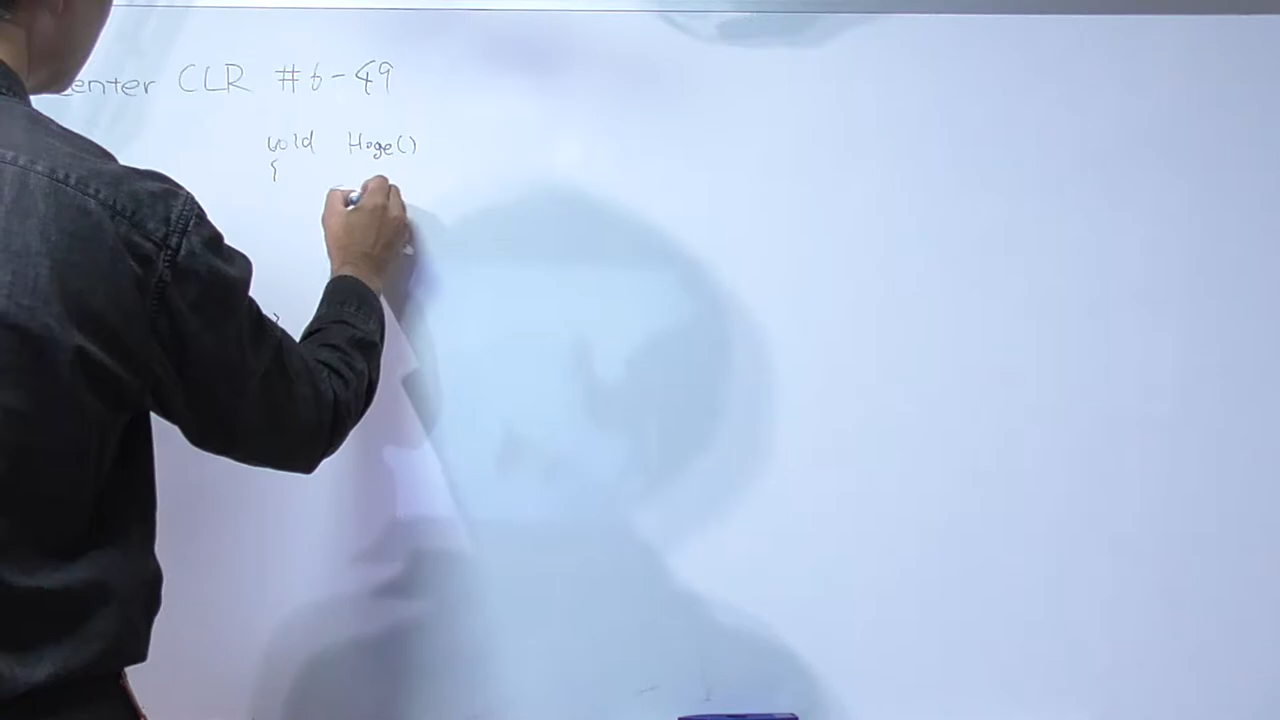 enter CLR #6-49
void Hoge()
{
}